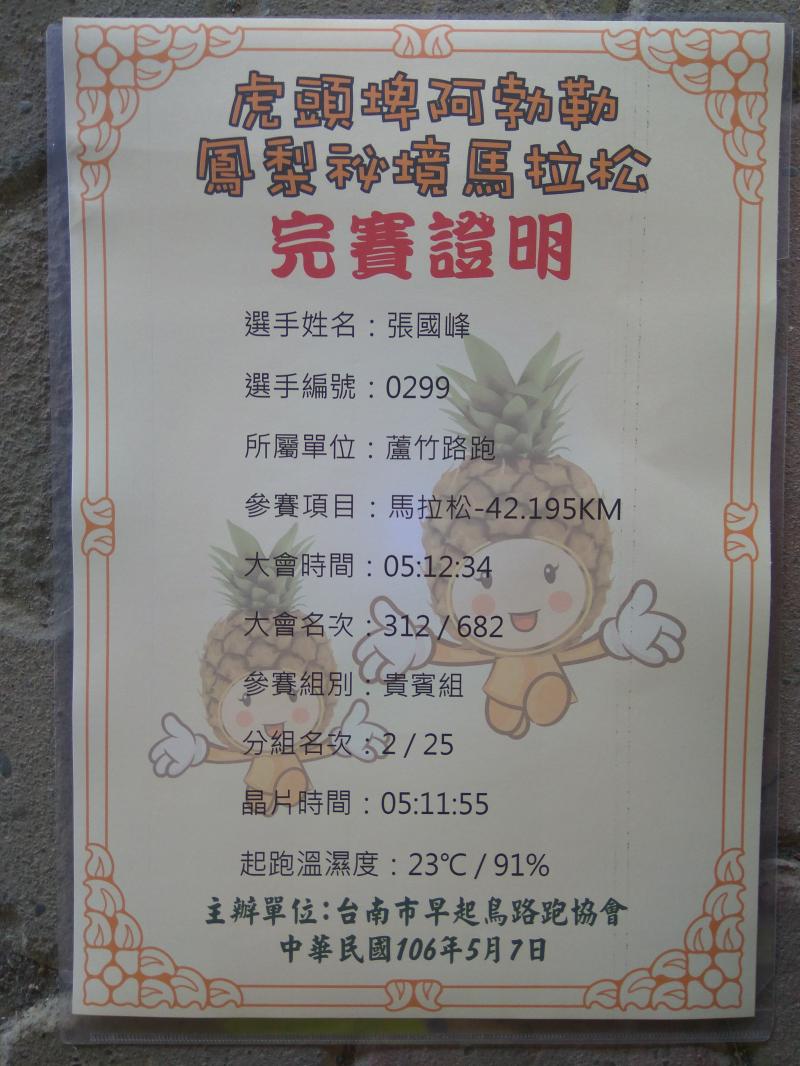 虎頭埤阿勃勒
鳳梨祕境馬拉松
完賽證明
選手姓名：張國峰
選手編號：0299
所屬單位：蘆竹路跑
參賽項目：馬拉松-42.195KM
大會時間：05:12:34
大會名次：312 / 682
參賽組別：貴賓組
分組名次：2 / 25
晶片時間：05:11:55
起跑溫濕度：23℃ / 91%
主辦單位:台南市早起鳥路跑協會
中華民國106年5月7日